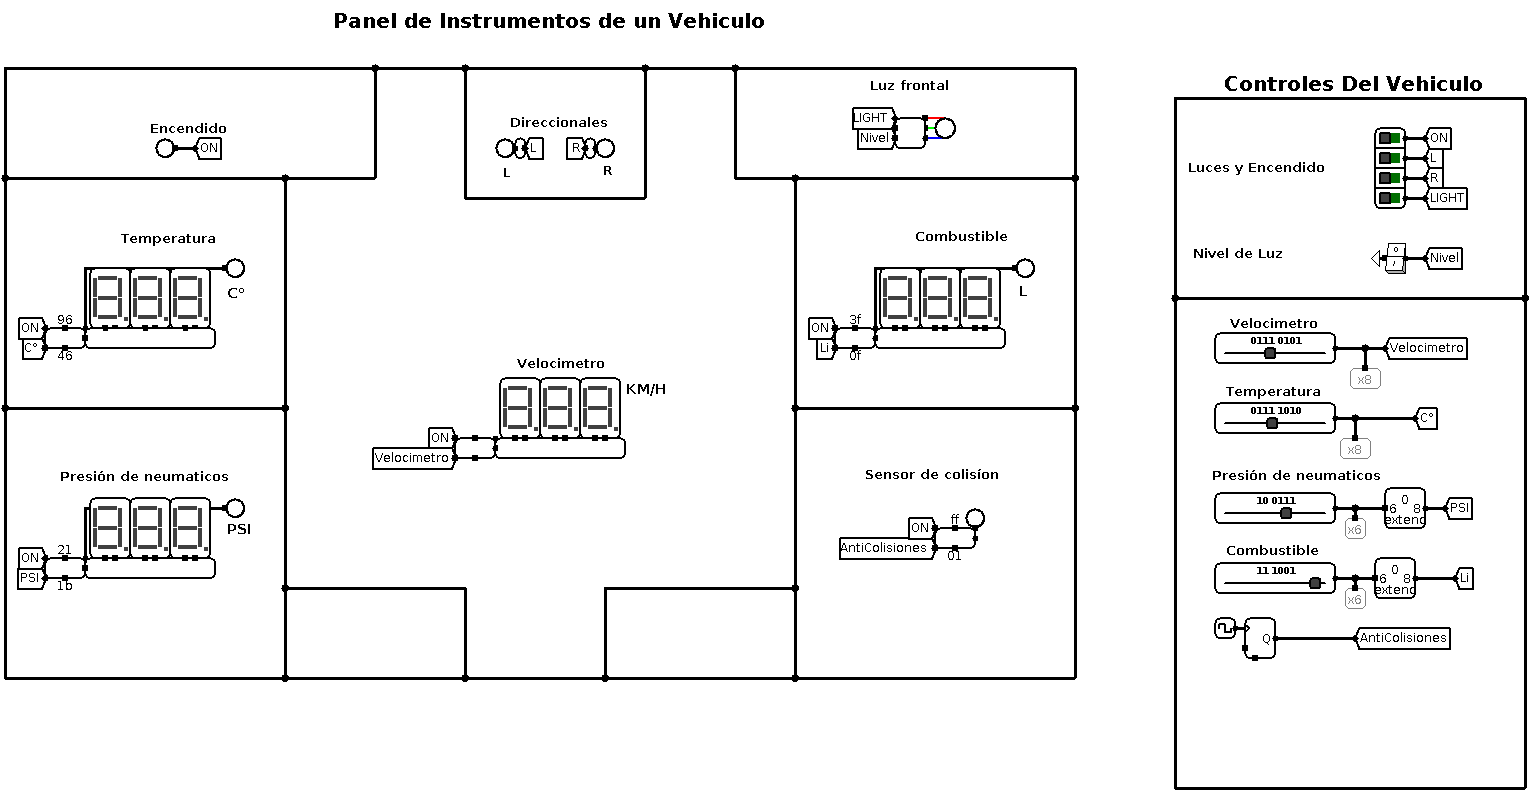 Panel de Instrumentos de un Vehiculo
Encendido
ON
Direccionales
L
R
L
R
Luz frontal
LIGHT
Nivel
Temperatura
C°
ON
96
C°
46
Combustible
L
ON
3f
Li
0f
Velocimetro
KM/H
ON
Velocimetro
Presión de neumaticos
PSI
ON
21
PSI
1b
Sensor de colisíon
ON
ff
AntiColisiones
01
Controles Del Vehiculo
Luces y Encendido
ON
L
R
LIGHT
Nivel de Luz
0
/
Nivel
Velocimetro
0111 0101
Velocimetro
x8
Temperatura
0111 1010
C°
x8
Presión de neumaticos
10 0111
0
6 8
extend
PSI
x6
Combustible
11 1001
0
6 8
extend
Li
x6
Q
AntiColisiones